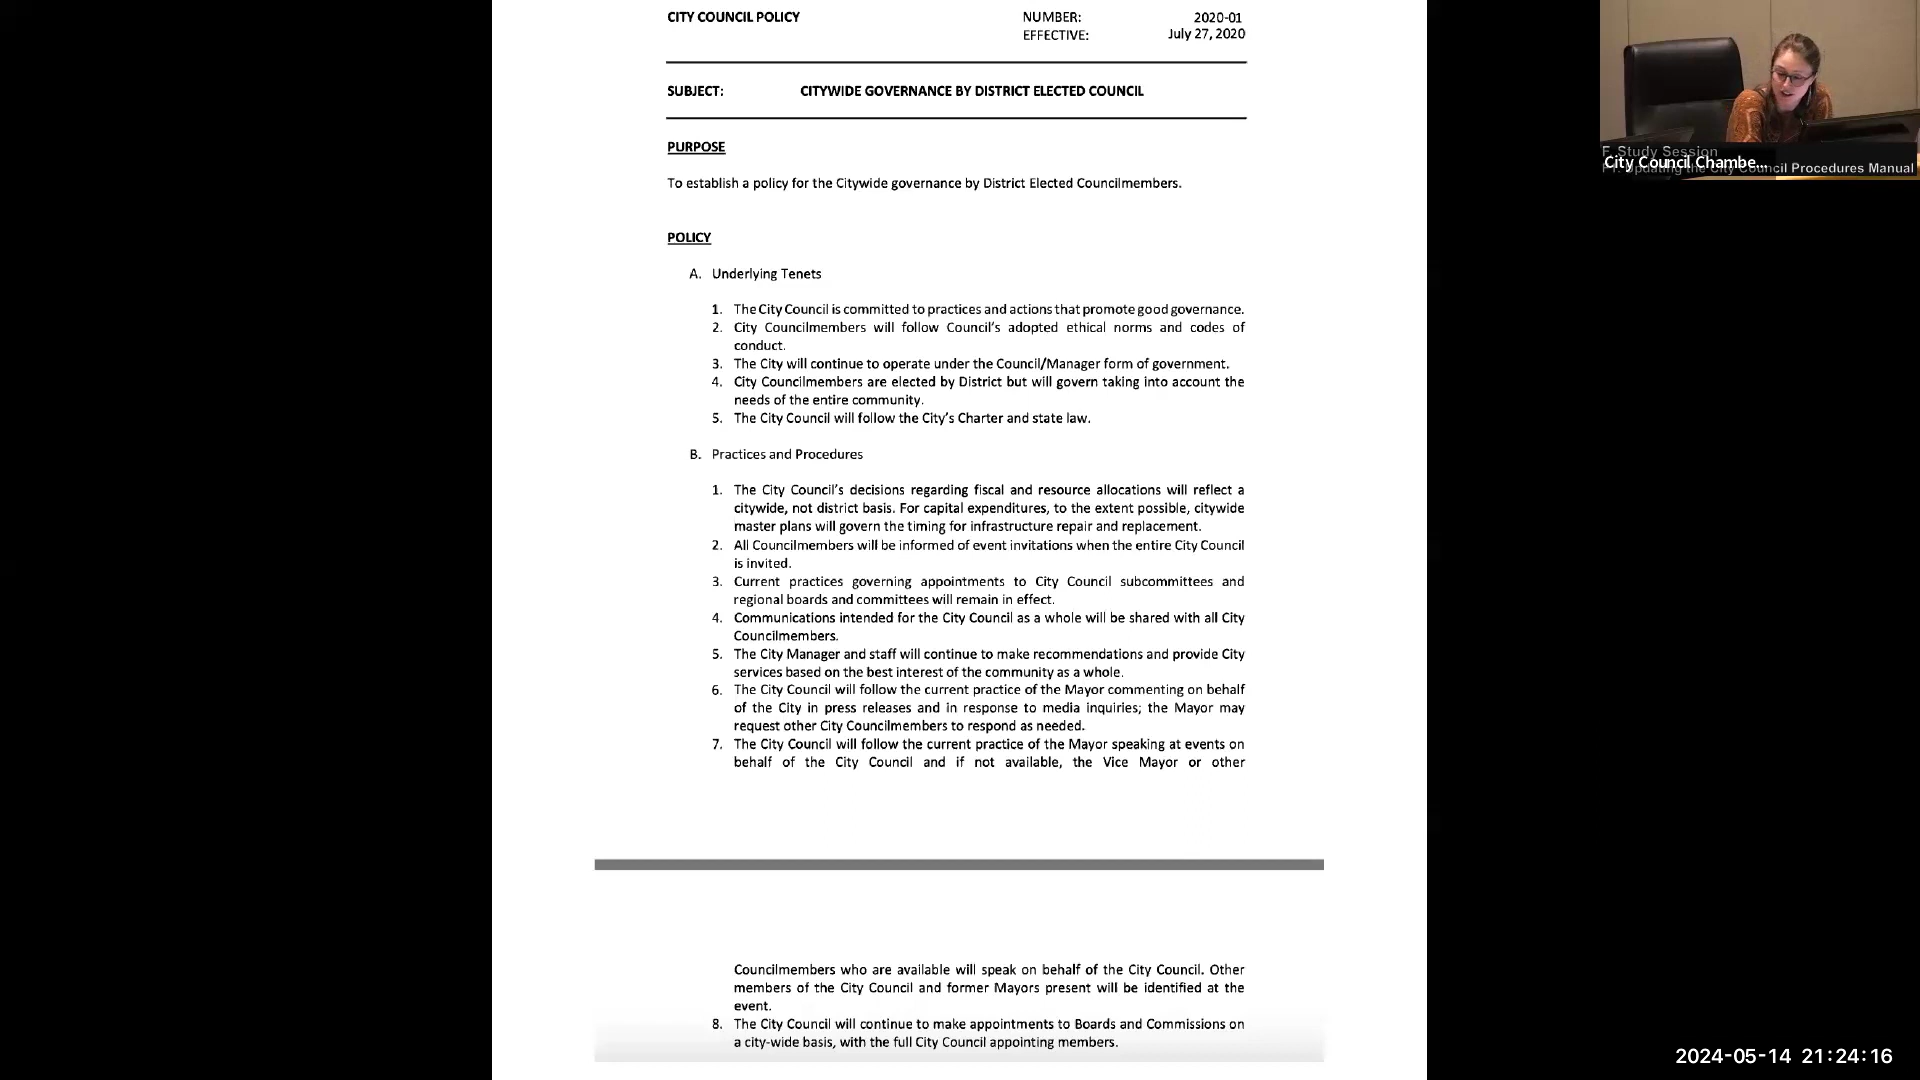 CITY COUNCIL POLICY NUMBER: 2020-01
EFFECTIVE: July 27, 2020
SUBJECT: CITYWIDE GOVERNANCE BY DISTRICT ELECTED COUNCIL
PURPOSE
To establish a policy for the Citywide governance by District Elected Councilmembers.
POLICY
A. Underlying Tenets
1. The City Council is committed to practices and actions that promote good governance.
2. City Councilmembers will follow Council's adopted ethical norms and codes of
conduct.
3. The City will continue to operate under the Council/Manager form of government.
4. City Councilmembers are elected by District but will govern taking into account the
needs of the entire community.
5. The City Council will follow the City's Charter and state law.
B. Practices and Procedures
1. The City Council's decisions regarding fiscal and resource allocations will reflect a
citywide, not district basis. For capital expenditures, to the extent possible, citywide
master plans will govern the timing for infrastructure repair and replacement.
2. All Councilmembers will be informed of event invitations when the entire City Council
is invited.
3. Current practices governing appointments to City Council subcommittees and
regional boards and committees will remain in effect.
4. Communications intended for the City Council as a whole will be shared with all City
Councilmembers.
5. The City Manager and staff will continue to make recommendations and provide City
services based on the best interest of the community as a whole.
6. The City Council will follow the current practice of the Mayor commenting on behalf
of the City in press releases and in response to media inquiries; the Mayor may
request other City Councilmembers to respond as needed.
7. The City Council will follow the current practice of the Mayor speaking at events on
behalf of the City Council and if not available, the Vice Mayor or other
Councilmembers who are available will speak on behalf of the City Council. Other
members of the City Council and former Mayors present will be identified at the
event.
8. The City Council will continue to make appointments to Boards and Commissions on
a city-wide basis, with the full City Council appointing members.
F. Study Session
City Council Chambe...
Updating the City Council Procedures Manual
2024-05-14 21:24:16